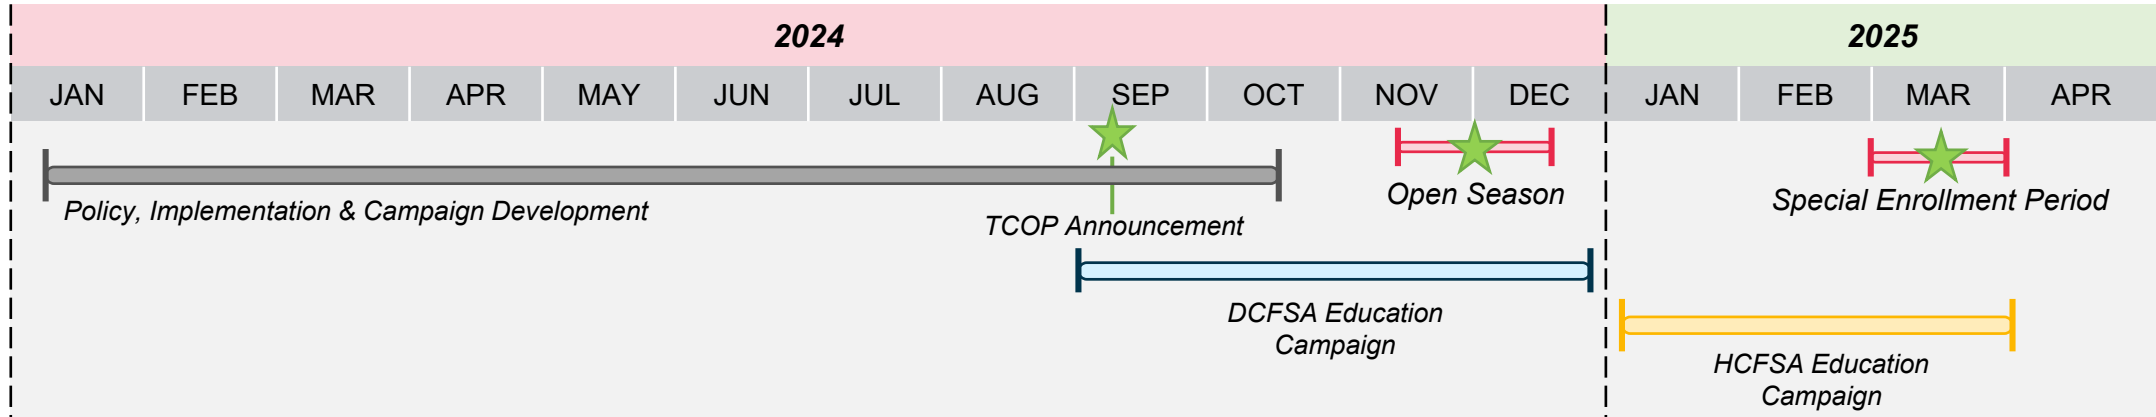 2024 2025
JAN FEB MAR APR MAY JUN JUL AUG SEP OCT NOV DEC JAN FEB MAR APR
Policy, Implementation & Campaign Development
TCOP Announcement
Open Season
Special Enrollment Period
DCFSA Education
Campaign
HCFSA Education
Campaign